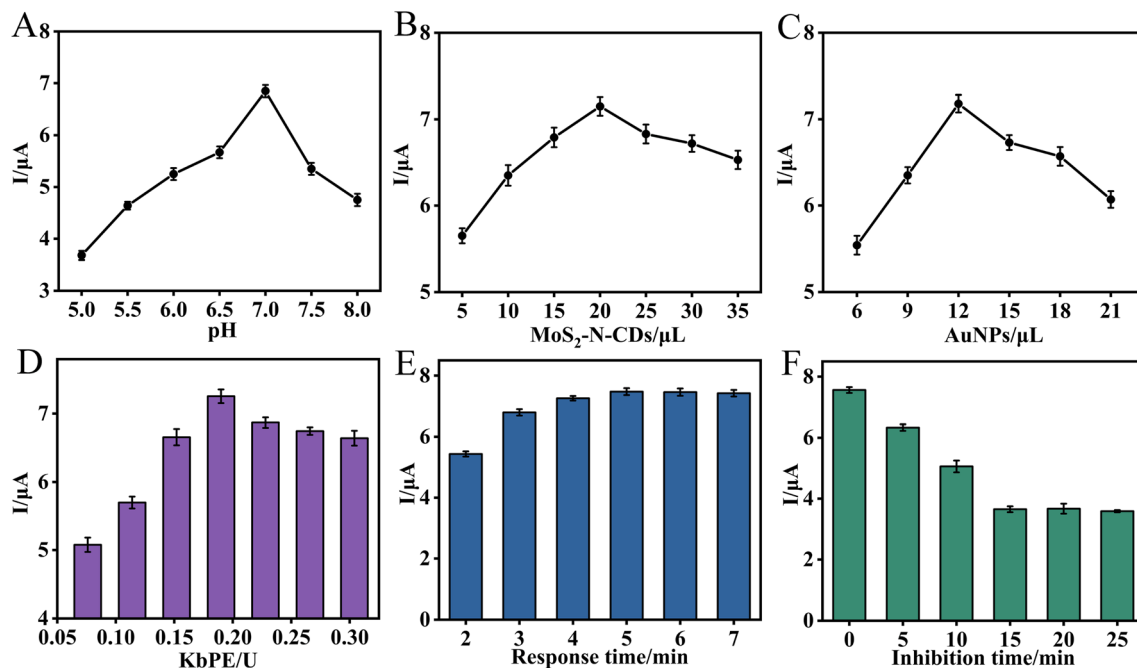 A
I/μA
8
7
6
5
4
3
5.0 5.5 6.0 6.5 7.0 7.5 8.0
pH
B
I/μA
8
7
6
5
5 10 15 20 25 30 35
MoS₂-N-CDs/μL
C
I/μA
8
7
6
5
6 9 12 15 18 21
AuNPs/μL
D
I/μA
7
6
5
4
0.05 0.10 0.15 0.20 0.25 0.30
KbPE/U
E
I/μA
8
6
4
2
0
2 3 4 5 6 7
Response time/min
F
I/μA
8
6
4
2
0
0 5 10 15 20 25
Inhibition time/min